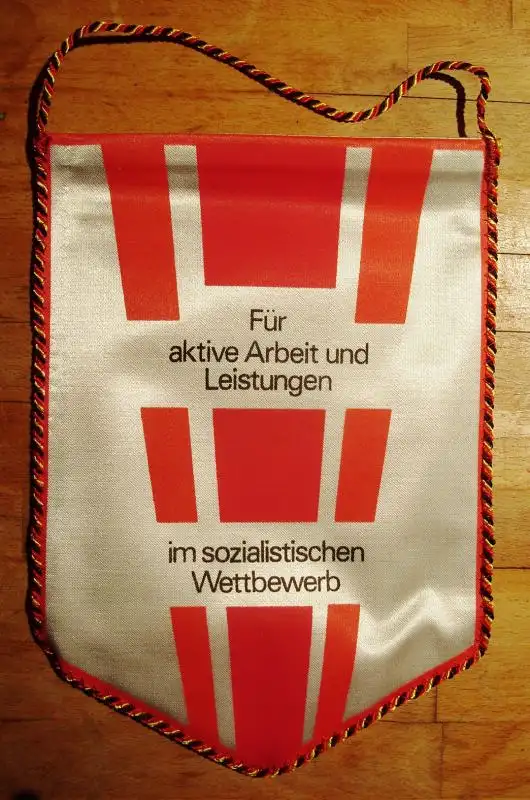 Für
aktive Arbeit und
Leistungen
im sozialistischen
Wettbewerb